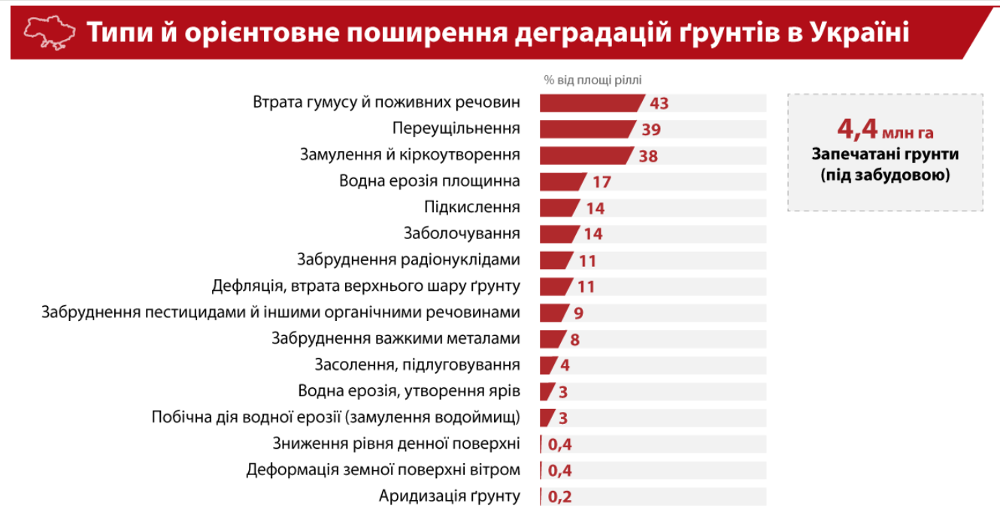 Типи й орієнтовне поширення деградацій ґрунтів в Україні
% від площі ріллі
Втрата гумусу й поживних речовин 43
Переущільнення 39
Замулення й кіркоутворення 38
Водна ерозія площинна 17
Підкислення 14
Заболочування 14
Забруднення радіонуклідами 11
Дефляція, втрата верхнього шару ґрунту 11
Забруднення пестицидами й іншими органічними речовинами 9
Забруднення важкими металами 8
Засолення, підлуговування 4
Водна ерозія, утворення ярів 3
Побічна дія водної ерозії (замулення водоймищ) 3
Зниження рівня денної поверхні 0,4
Деформація земної поверхні вітром 0,4
Аридизація ґрунту 0,2
4,4 млн га
Запечатані грунти
(під забудовою)